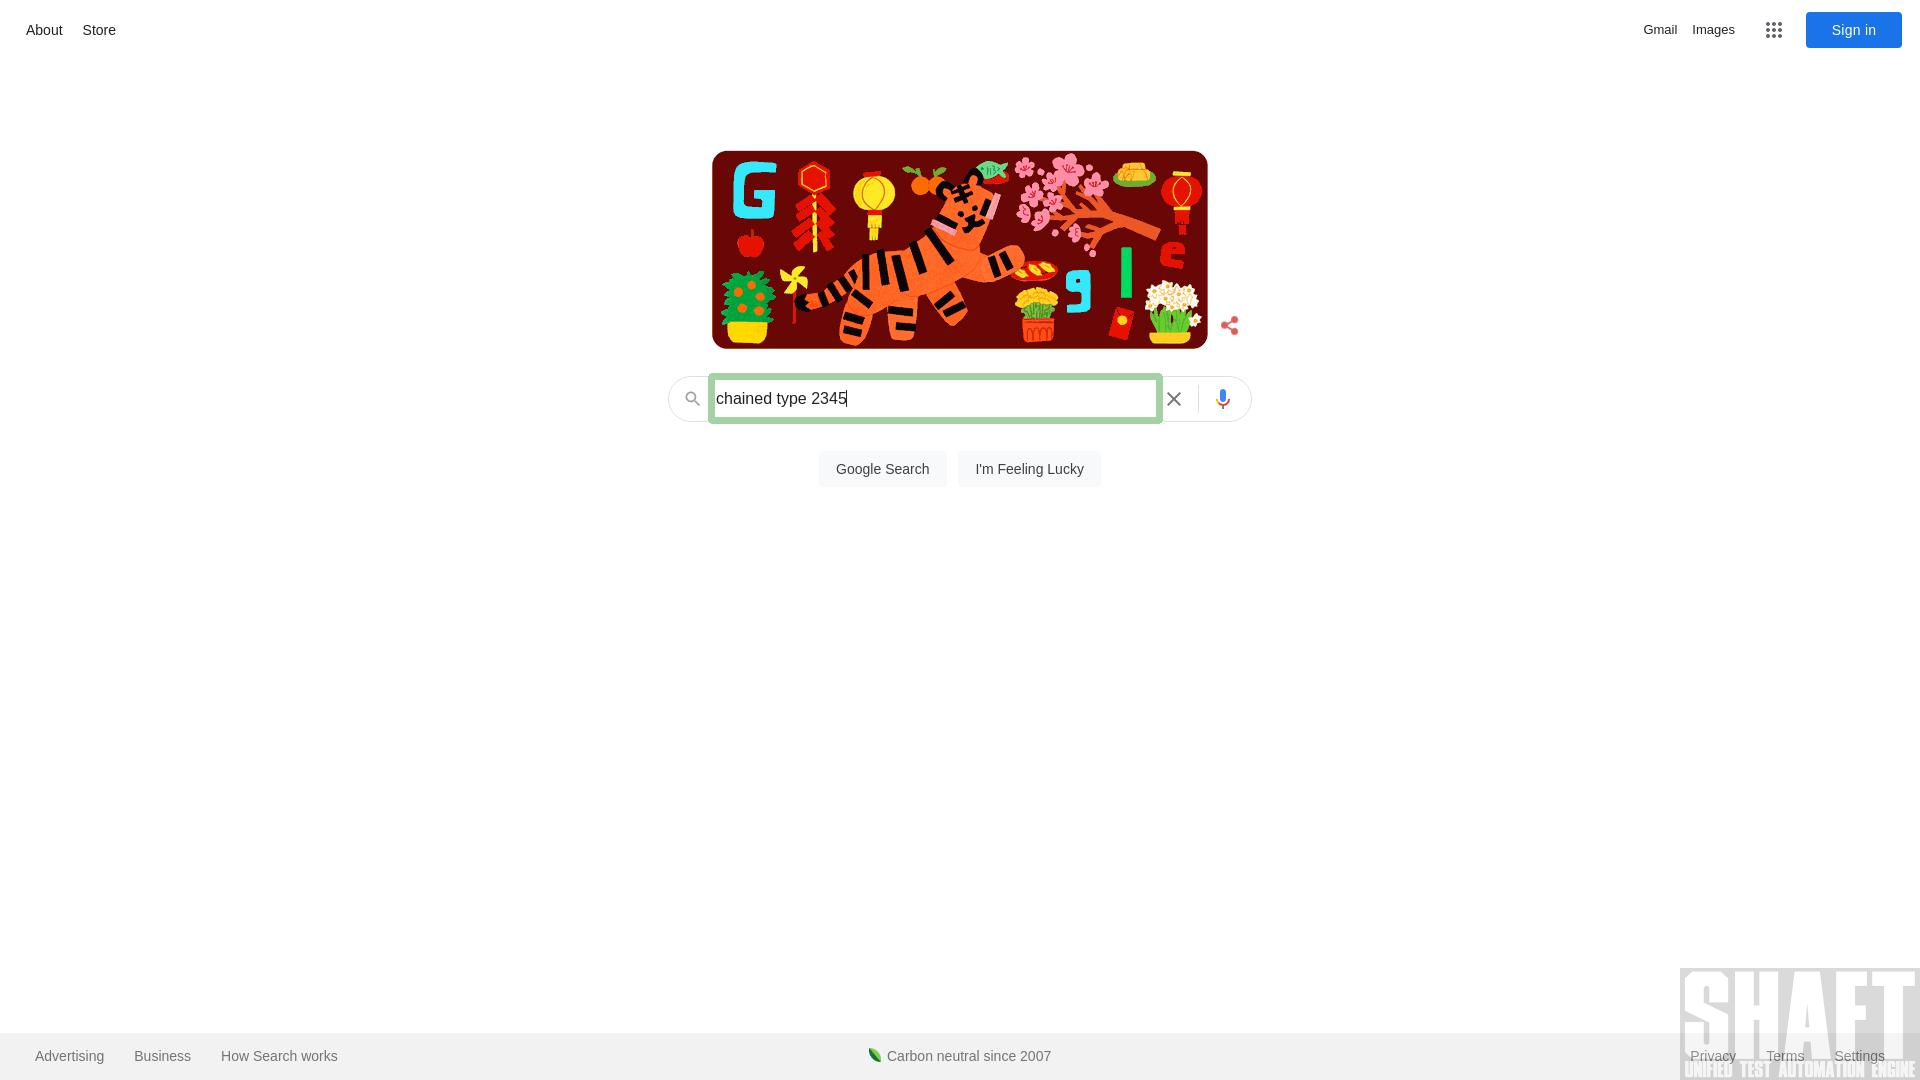 About Store
Gmail Images Sign in
G g l e
chained type 2345
Google Search I'm Feeling Lucky
Advertising Business How Search works
Carbon neutral since 2007
Privacy Terms Settings
SHAFT
UNIFIED TEST AUTOMATION ENGINE